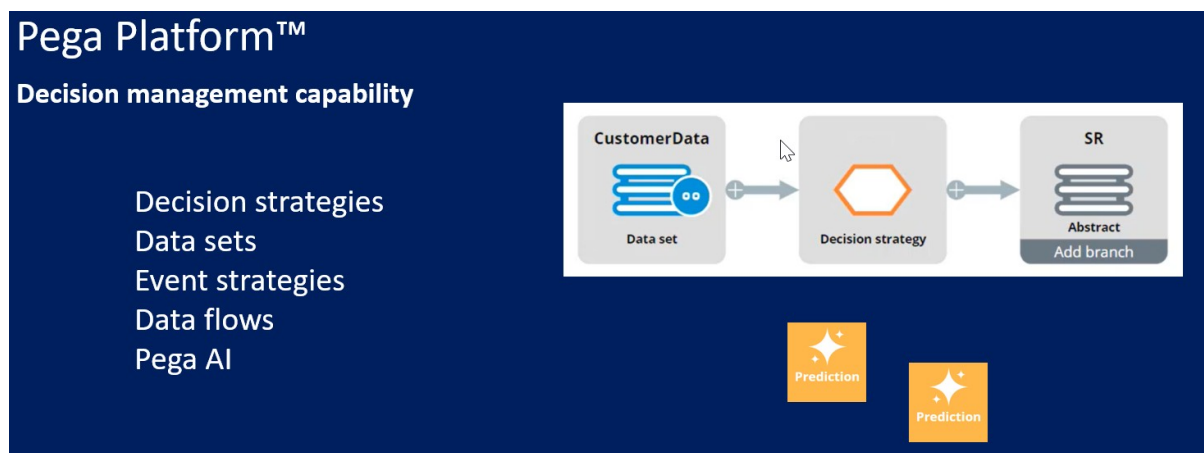 Pega Platform™
Decision management capability
Decision strategies
Data sets
Event strategies
Data flows
Pega AI
CustomerData
Data set
Decision strategy
SR
Abstract
Add branch
Prediction
Prediction